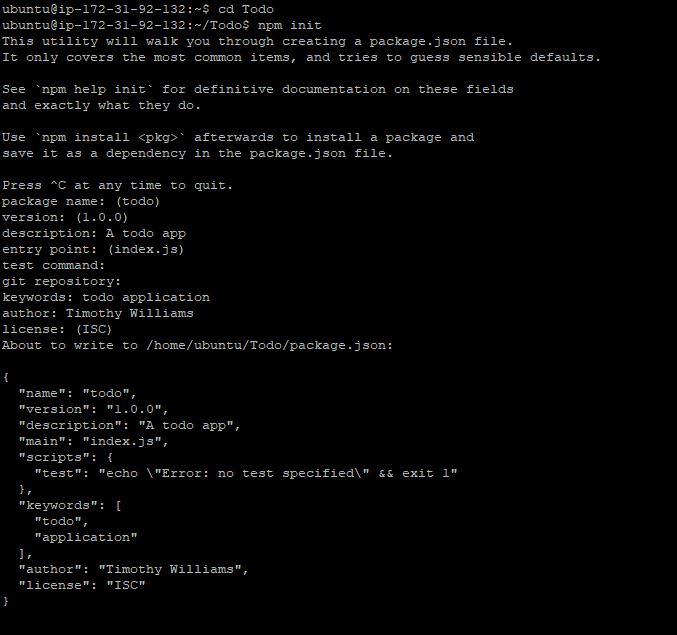 ubuntu@ip-172-31-92-132:~$ cd Todo
ubuntu@ip-172-31-92-132:~/Todo$ npm init
This utility will walk you through creating a package.json file.
It only covers the most common items, and tries to guess sensible defaults.

See `npm help init` for definitive documentation on these fields
and exactly what they do.

Use `npm install <pkg>` afterwards to install a package and
save it as a dependency in the package.json file.

Press ^C at any time to quit.
package name: (todo)
version: (1.0.0)
description: A todo app
entry point: (index.js)
test command:
git repository:
keywords: todo application
author: Timothy Williams
license: (ISC)
About to write to /home/ubuntu/Todo/package.json:

{
  "name": "todo",
  "version": "1.0.0",
  "description": "A todo app",
  "main": "index.js",
  "scripts": {
    "test": "echo \"Error: no test specified\" && exit 1"
  },
  "keywords": [
    "todo",
    "application"
  ],
  "author": "Timothy Williams",
  "license": "ISC"
}